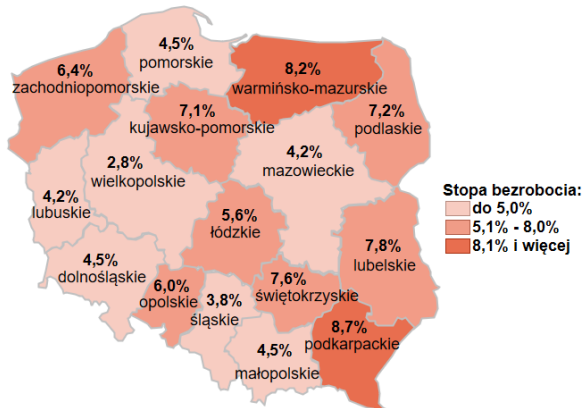 4,5%
pomorskie
6,4%
zachodniopomorskie
8,2%
warmińsko-mazurskie
7,2%
podlaskie
7,1%
kujawsko-pomorskie
2,8%
wielkopolskie
4,2%
mazowieckie
4,2%
lubuskie
5,6%
łódzkie
4,5%
dolnośląskie
6,0%
opolskie
3,8%
śląskie
7,6%
świętokrzyskie
7,8%
lubelskie
4,5%
małopolskie
8,7%
podkarpackie
Stopa bezrobocia:
do 5,0%
5,1% - 8,0%
8,1% i więcej